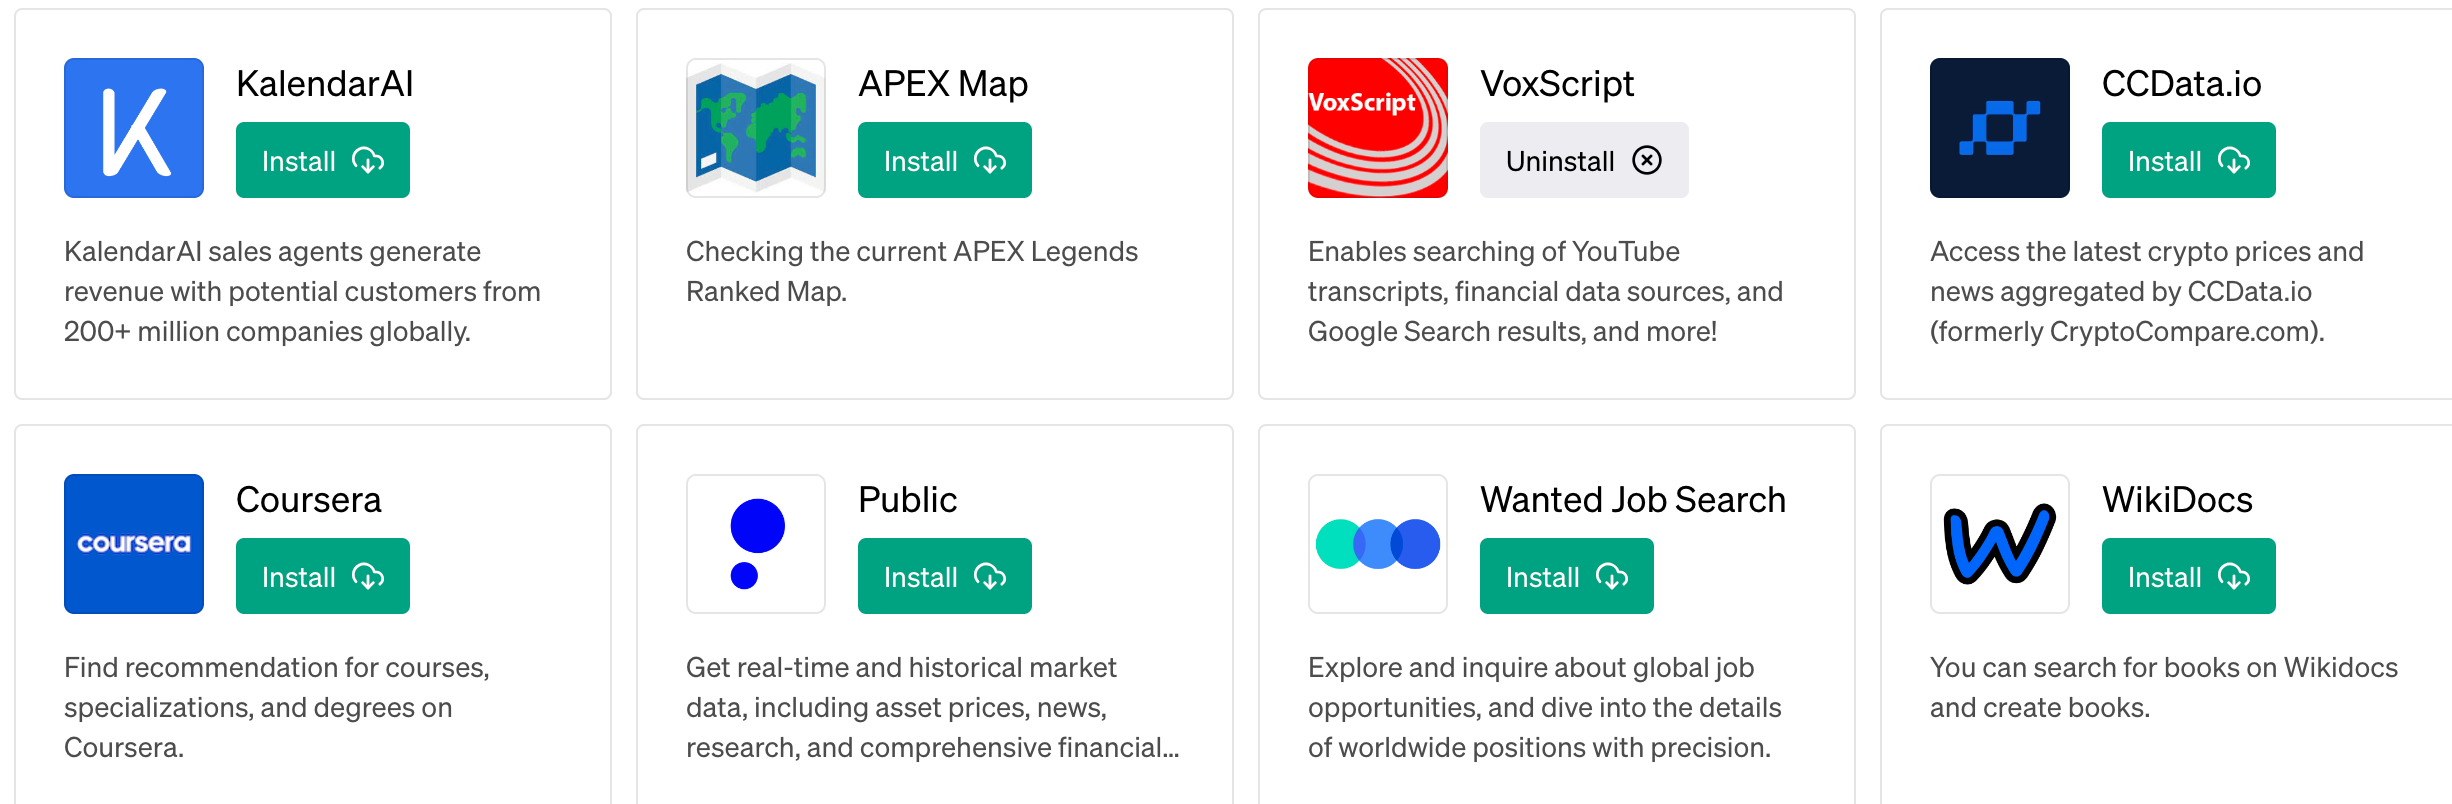 KalendarAI
Install
KalendarAI sales agents generate
revenue with potential customers from
200+ million companies globally.
APEX Map
Install
Checking the current APEX Legends
Ranked Map.
VoxScript
VoxScript
Uninstall
Enables searching of YouTube
transcripts, financial data sources, and
Google Search results, and more!
CCData.io
Install
Access the latest crypto prices and
news aggregated by CCData.io
(formerly CryptoCompare.com).
coursera
Coursera
Install
Find recommendation for courses,
specializations, and degrees on
Coursera.
Public
Install
Get real-time and historical market
data, including asset prices, news,
research, and comprehensive financial...
Wanted Job Search
Install
Explore and inquire about global job
opportunities, and dive into the details
of worldwide positions with precision.
WikiDocs
Install
You can search for books on Wikidocs
and create books.